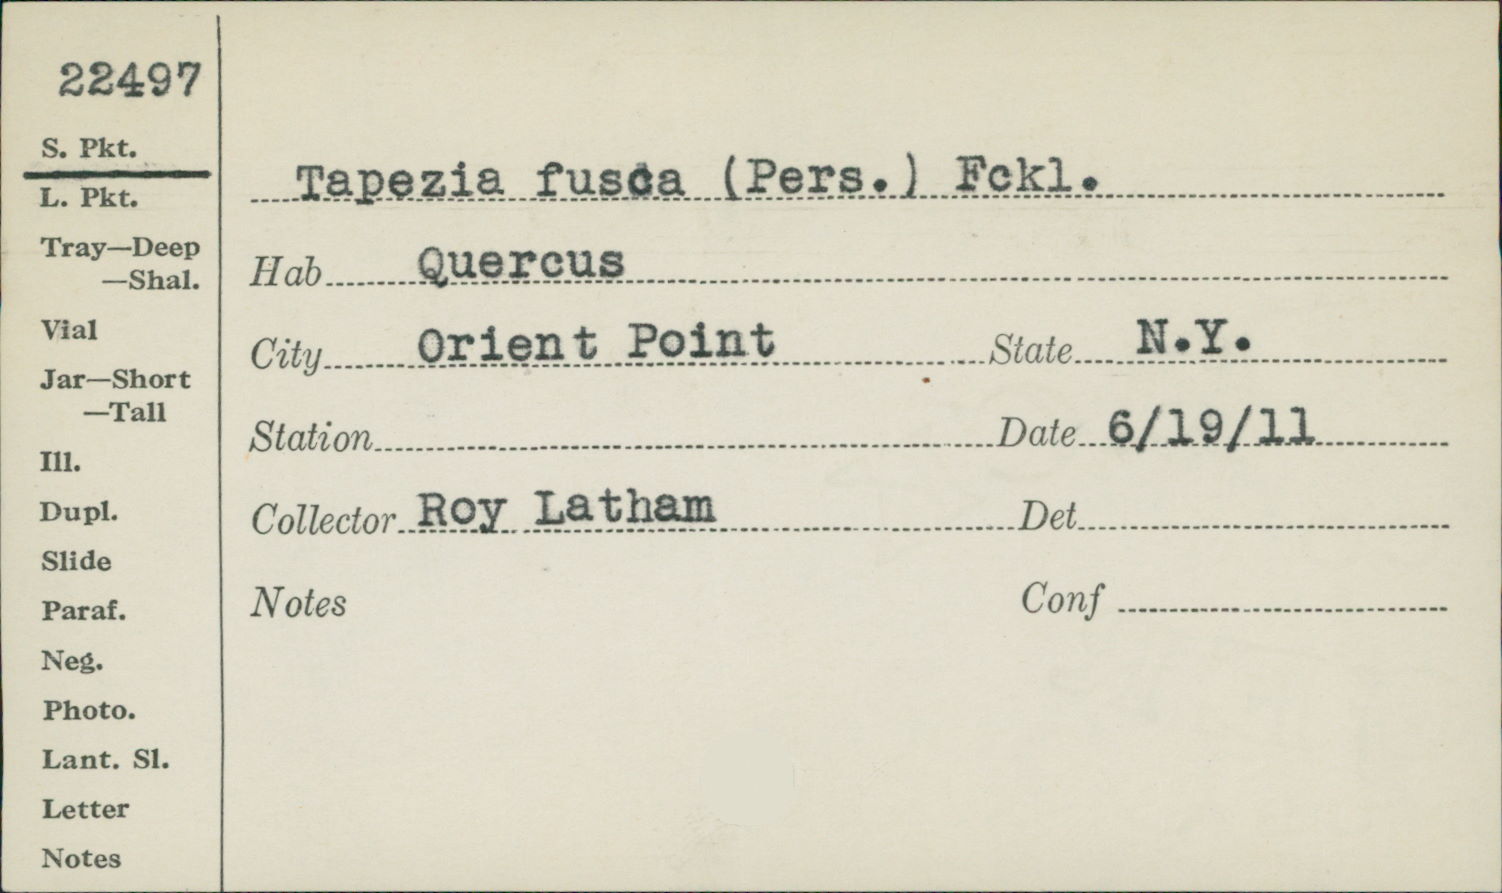 22497
S. Pkt.
L. Pkt.
Tray—Deep
—Shal.
Vial
Jar—Short
—Tall
Ill.
Dupl.
Slide
Paraf.
Neg.
Photo.
Lant. Sl.
Letter
Notes
Tapezia fusca (Pers.) Fckl.
Hab Quercus
City Orient Point State N.Y.
Station Date 6/19/11
Collector Roy Latham Det
Notes Conf